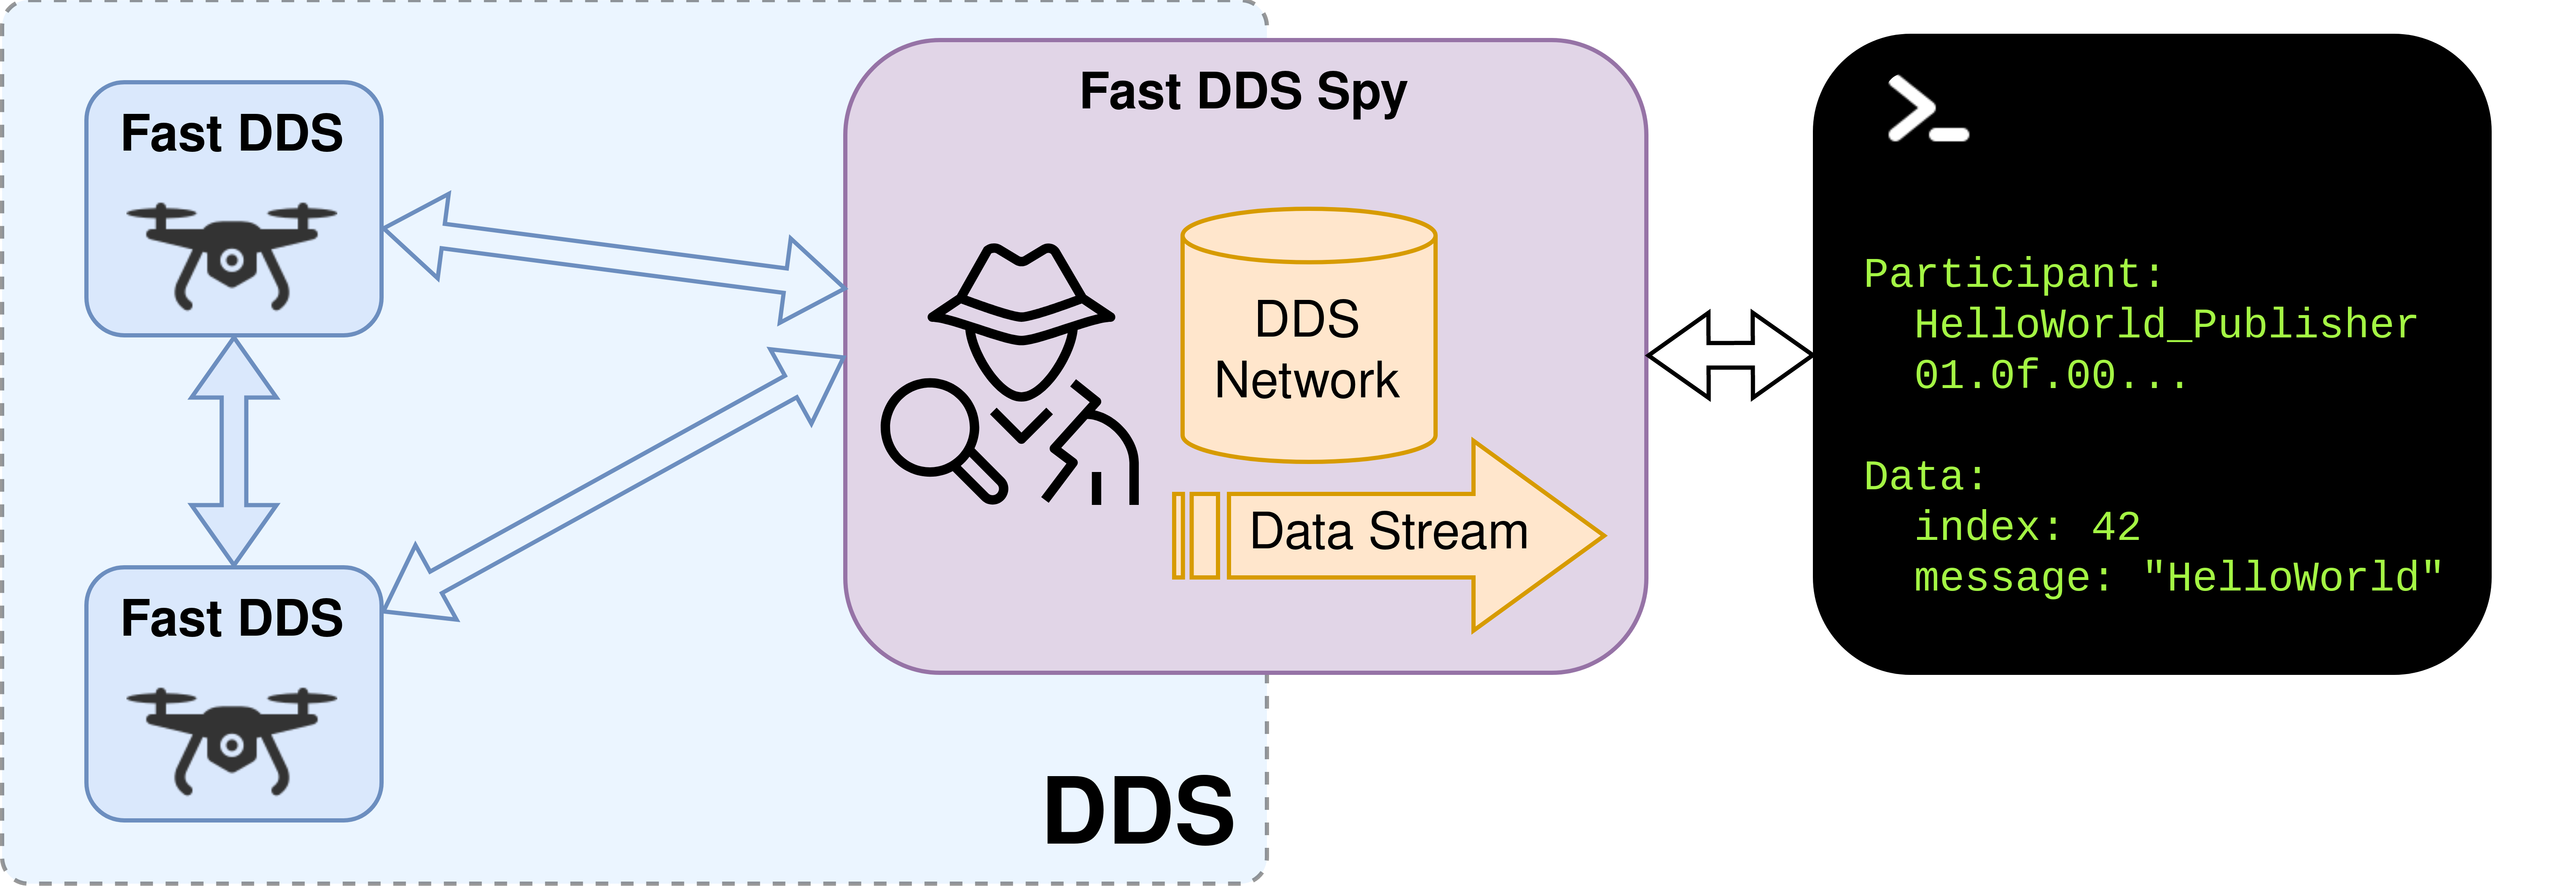 Fast DDS
Fast DDS
DDS
Fast DDS Spy
DDS
Network
Data Stream
>_
Participant:
  HelloWorld_Publisher
  01.0f.00...
Data:
  index: 42
  message: "HelloWorld"